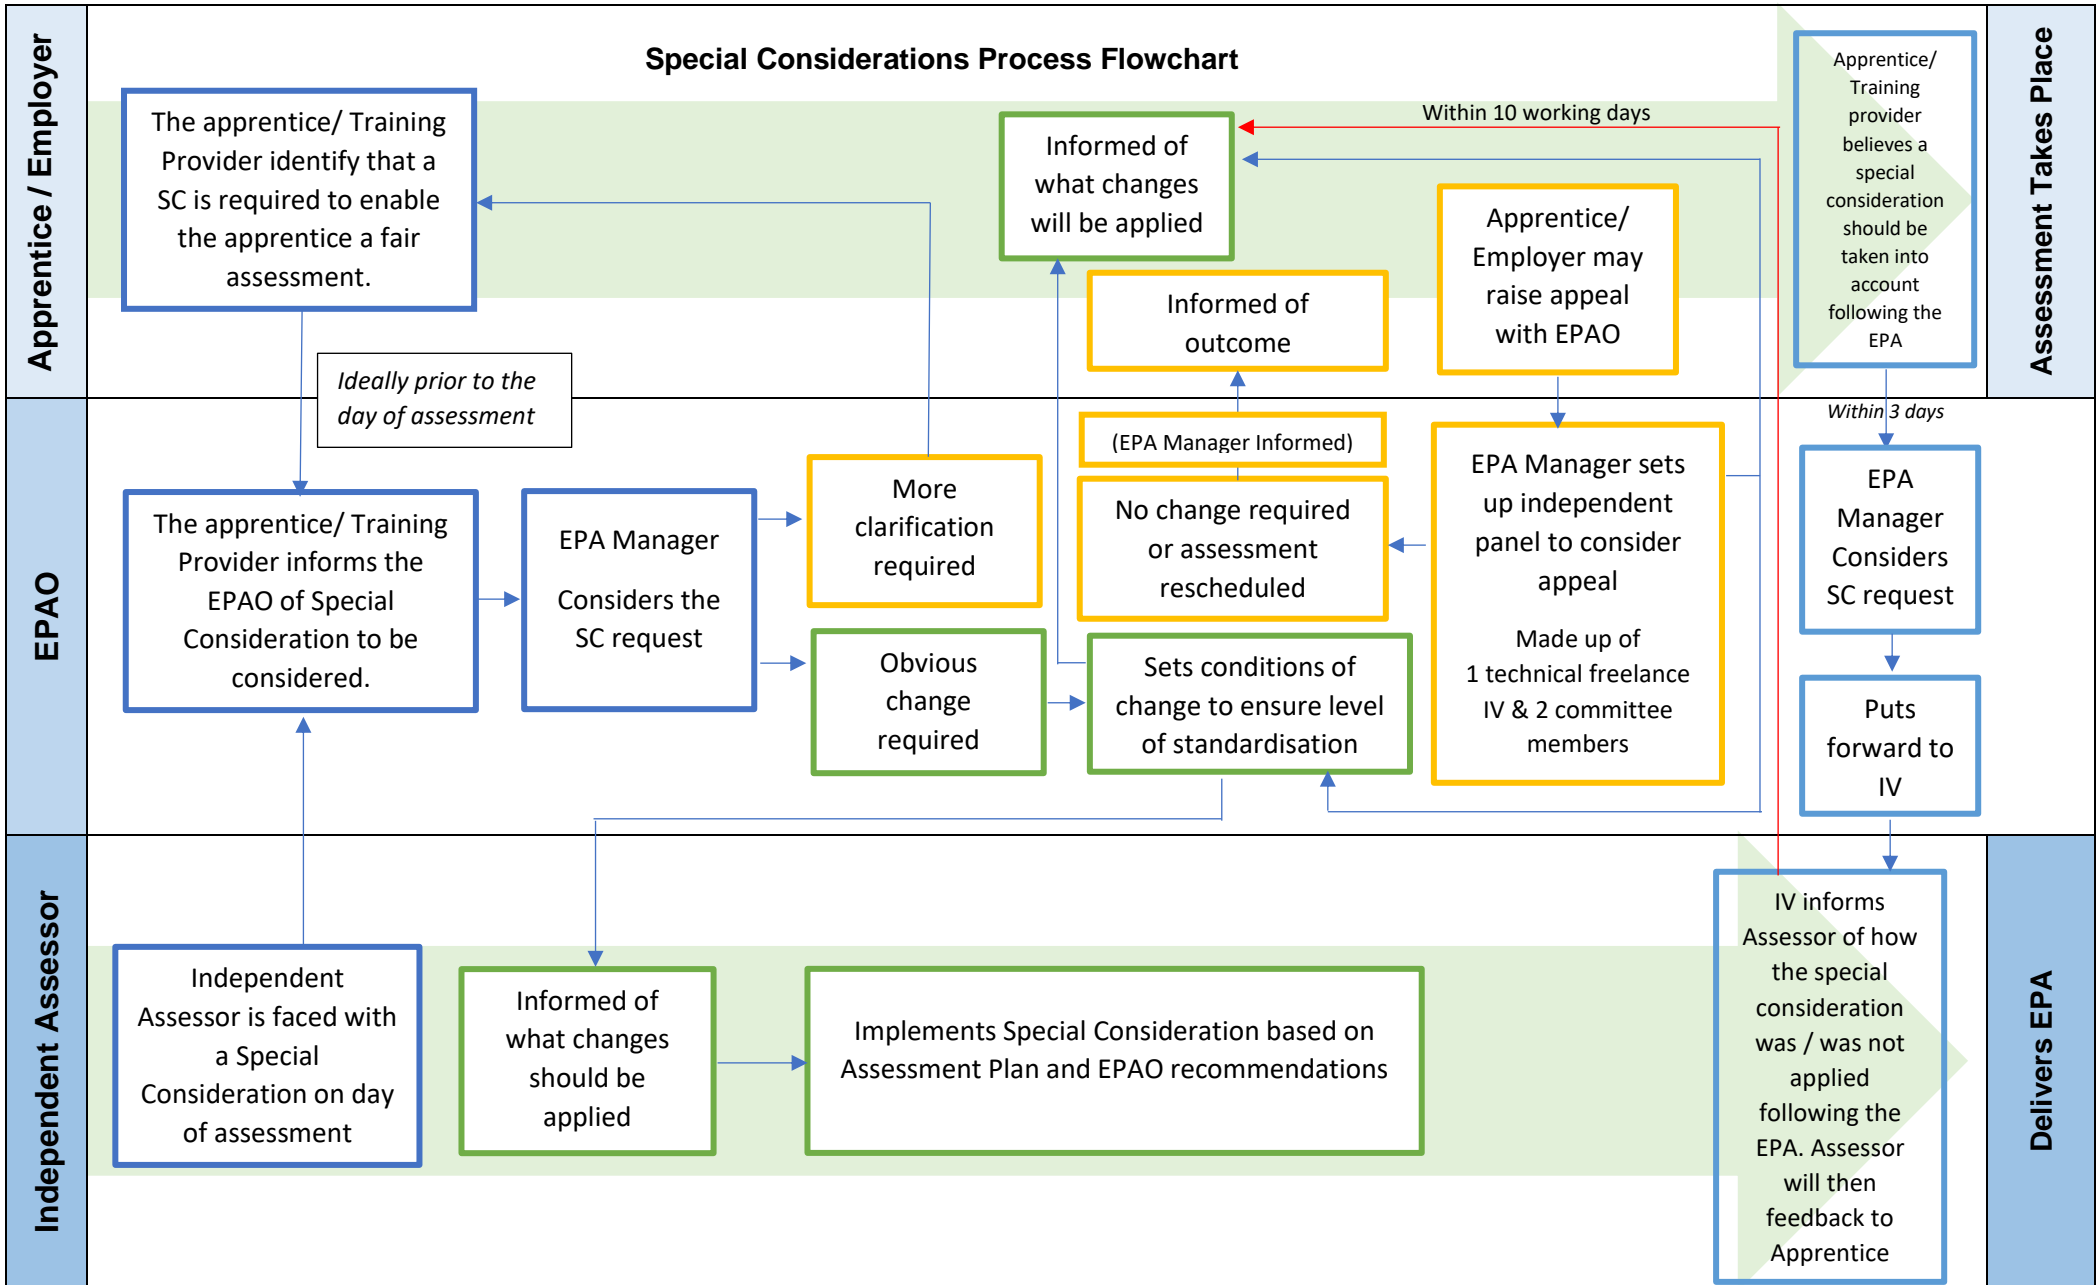 Special Considerations Process Flowchart
Apprentice / Employer
The apprentice/ Training
Provider identify that a
SC is required to enable
the apprentice a fair
assessment.
Ideally prior to the
day of assessment
Informed of
what changes
will be applied
Within 10 working days
Informed of
outcome
Apprentice/
Employer may
raise appeal
with EPAO
Apprentice/
Training
provider
believes a
special
consideration
should be
taken into
account
following the
EPA
Assessment Takes Place
EPAO
The apprentice/ Training
Provider informs the
EPAO of Special
Consideration to be
considered.
EPA Manager
Considers the
SC request
More
clarification
required
Obvious
change
required
(EPA Manager Informed)
No change required
or assessment
rescheduled
Sets conditions of
change to ensure level
of standardisation
EPA Manager sets
up independent
panel to consider
appeal
Made up of
1 technical freelance
IV & 2 committee
members
Within 3 days
EPA
Manager
Considers
SC request
Puts
forward to
IV
Independent Assessor
Independent
Assessor is faced with
a Special
Consideration on day
of assessment
Informed of
what changes
should be
applied
Implements Special Consideration based on
Assessment Plan and EPAO recommendations
IV informs
Assessor of how
the special
consideration
was / was not
applied
following the
EPA. Assessor
will then
feedback to
Apprentice
Delivers EPA